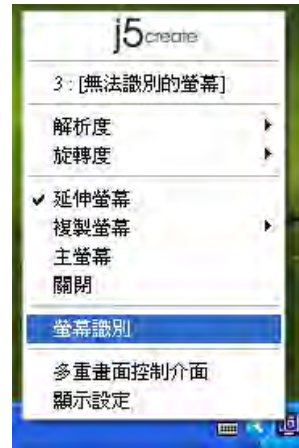 j5create
3 : [無法識別的螢幕]
解析度
旋轉度
延伸螢幕
複製螢幕
主螢幕
關閉
螢幕識別
多重畫面控制介面
顯示設定